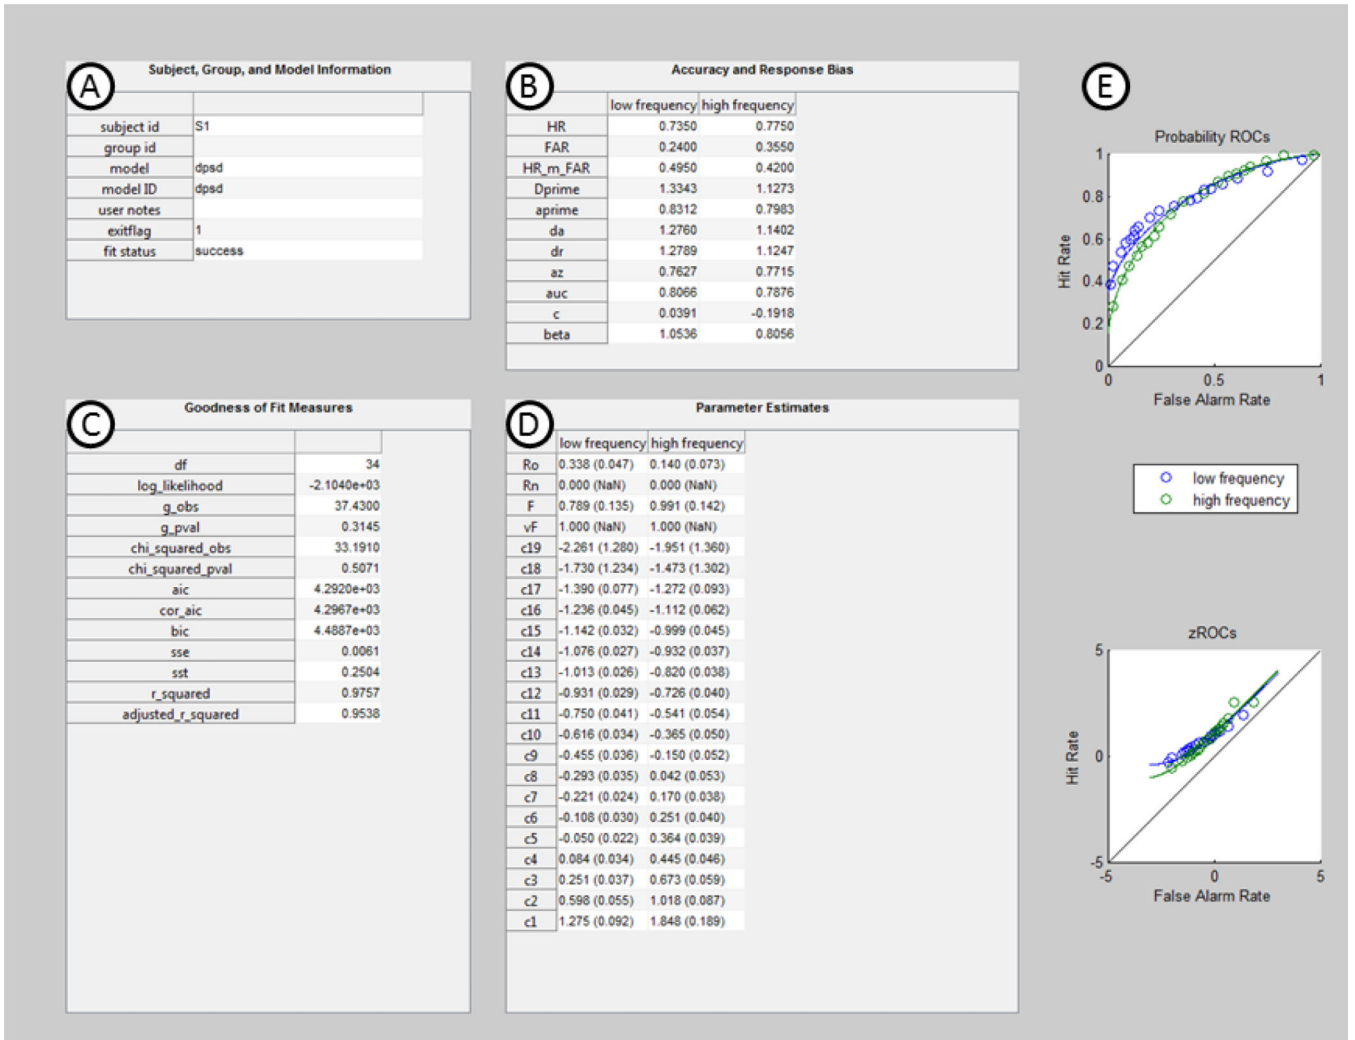 A
Subject, Group, and Model Information
subject id S1
group id
model dpsd
model ID dpsd
user notes
exitflag 1
fit status success
B
Accuracy and Response Bias
low frequency high frequency
HR 0.7350 0.7750
FAR 0.2400 0.3550
HR_m_FAR 0.4950 0.4200
Dprime 1.3343 1.1273
aprime 0.8312 0.7983
da 1.2760 1.1402
dr 1.2789 1.1247
az 0.7627 0.7715
auc 0.8066 0.7876
c 0.0391 -0.1918
beta 1.0536 0.8056
C
Goodness of Fit Measures
df 34
log_likelihood -2.1040e+03
g_obs 37.4300
g_pval 0.3145
chi_squared_obs 33.1910
chi_squared_pval 0.5071
aic 4.2920e+03
cor_aic 4.2967e+03
bic 4.4887e+03
sse 0.0061
sst 0.2504
r_squared 0.9757
adjusted_r_squared 0.9538
D
Parameter Estimates
low frequency high frequency
Ro 0.338 (0.047) 0.140 (0.073)
Rn 0.000 (NaN) 0.000 (NaN)
F 0.789 (0.135) 0.991 (0.142)
vF 1.000 (NaN) 1.000 (NaN)
c19 -2.261 (1.280) -1.951 (1.360)
c18 -1.730 (1.234) -1.473 (1.302)
c17 -1.390 (0.077) -1.272 (0.093)
c16 -1.236 (0.045) -1.112 (0.062)
c15 -1.142 (0.032) -0.999 (0.045)
c14 -1.076 (0.027) -0.932 (0.037)
c13 -1.013 (0.026) -0.820 (0.038)
c12 -0.931 (0.029) -0.726 (0.040)
c11 -0.750 (0.041) -0.541 (0.054)
c10 -0.616 (0.034) -0.365 (0.050)
c9 -0.455 (0.036) -0.150 (0.052)
c8 -0.293 (0.035) 0.042 (0.053)
c7 -0.221 (0.024) 0.170 (0.038)
c6 -0.108 (0.030) 0.251 (0.040)
c5 -0.050 (0.022) 0.364 (0.039)
c4 0.084 (0.034) 0.445 (0.046)
c3 0.251 (0.037) 0.673 (0.059)
c2 0.598 (0.055) 1.018 (0.087)
c1 1.275 (0.092) 1.848 (0.189)
E
Probability ROCs
1
0.8
0.6
0.4
0.2
0
Hit Rate
0 0.5 1
False Alarm Rate
low frequency
high frequency
zROCs
5
0
-5
Hit Rate
-5 0 5
False Alarm Rate